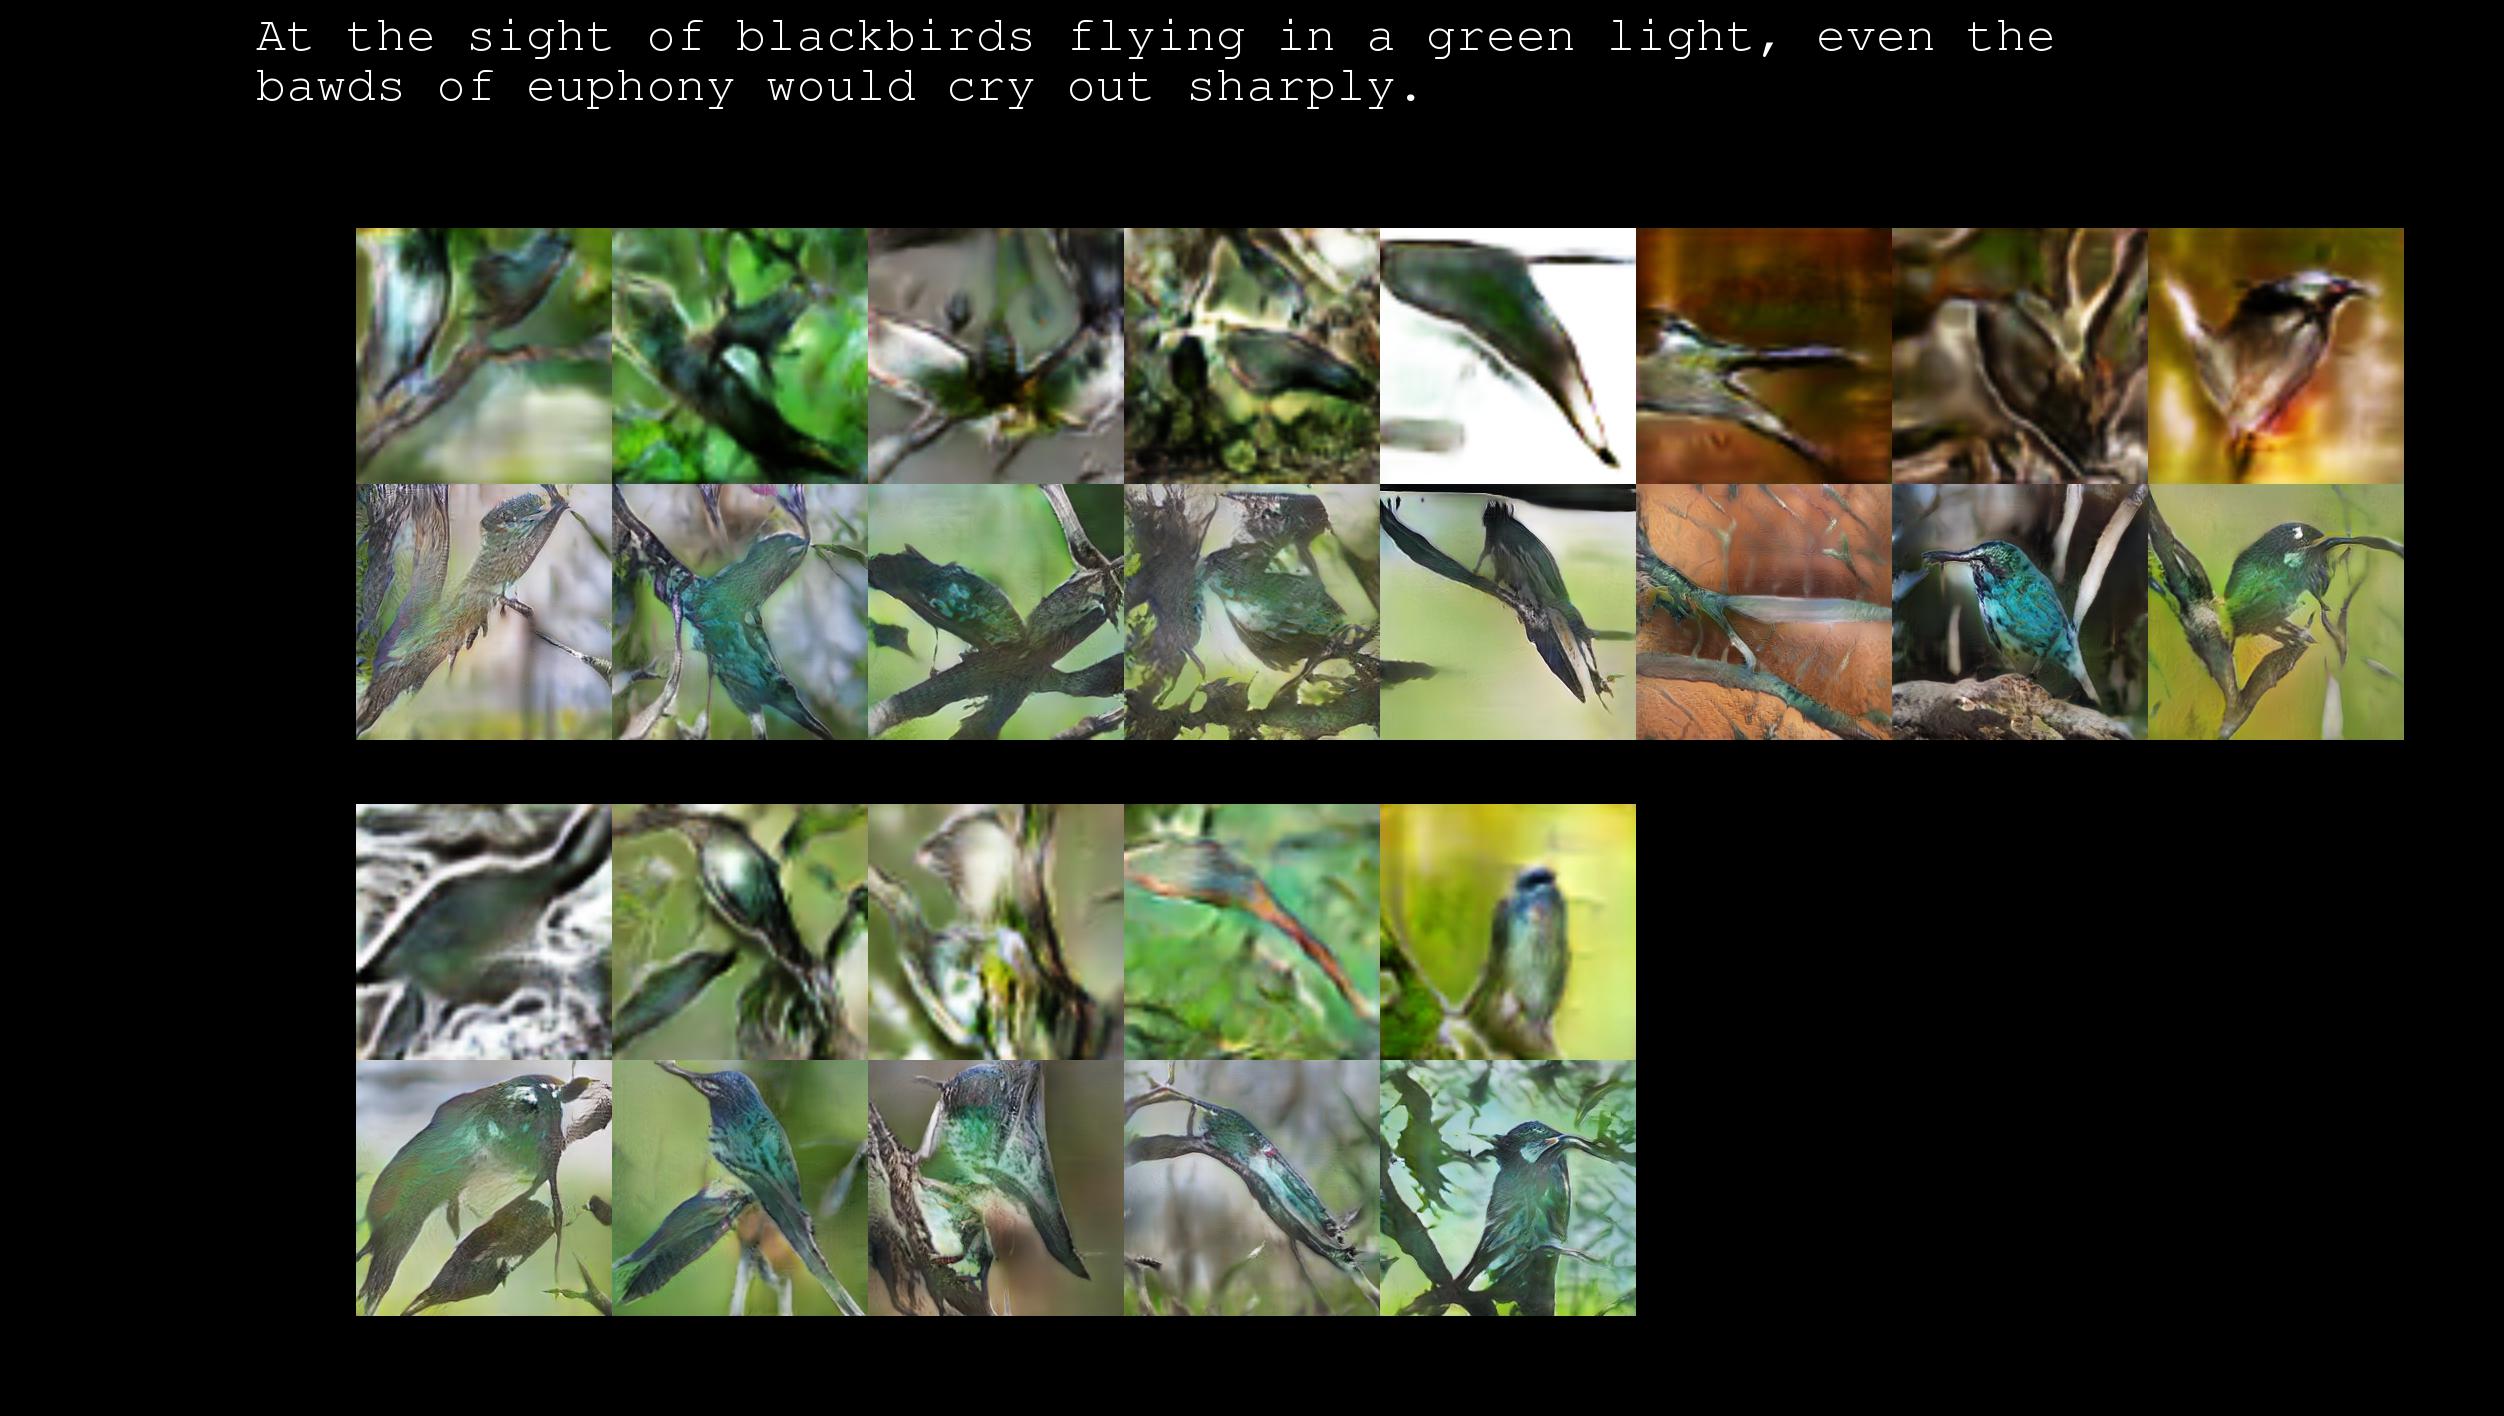 At the sight of blackbirds flying in a green light, even the
bawds of euphony would cry out sharply.